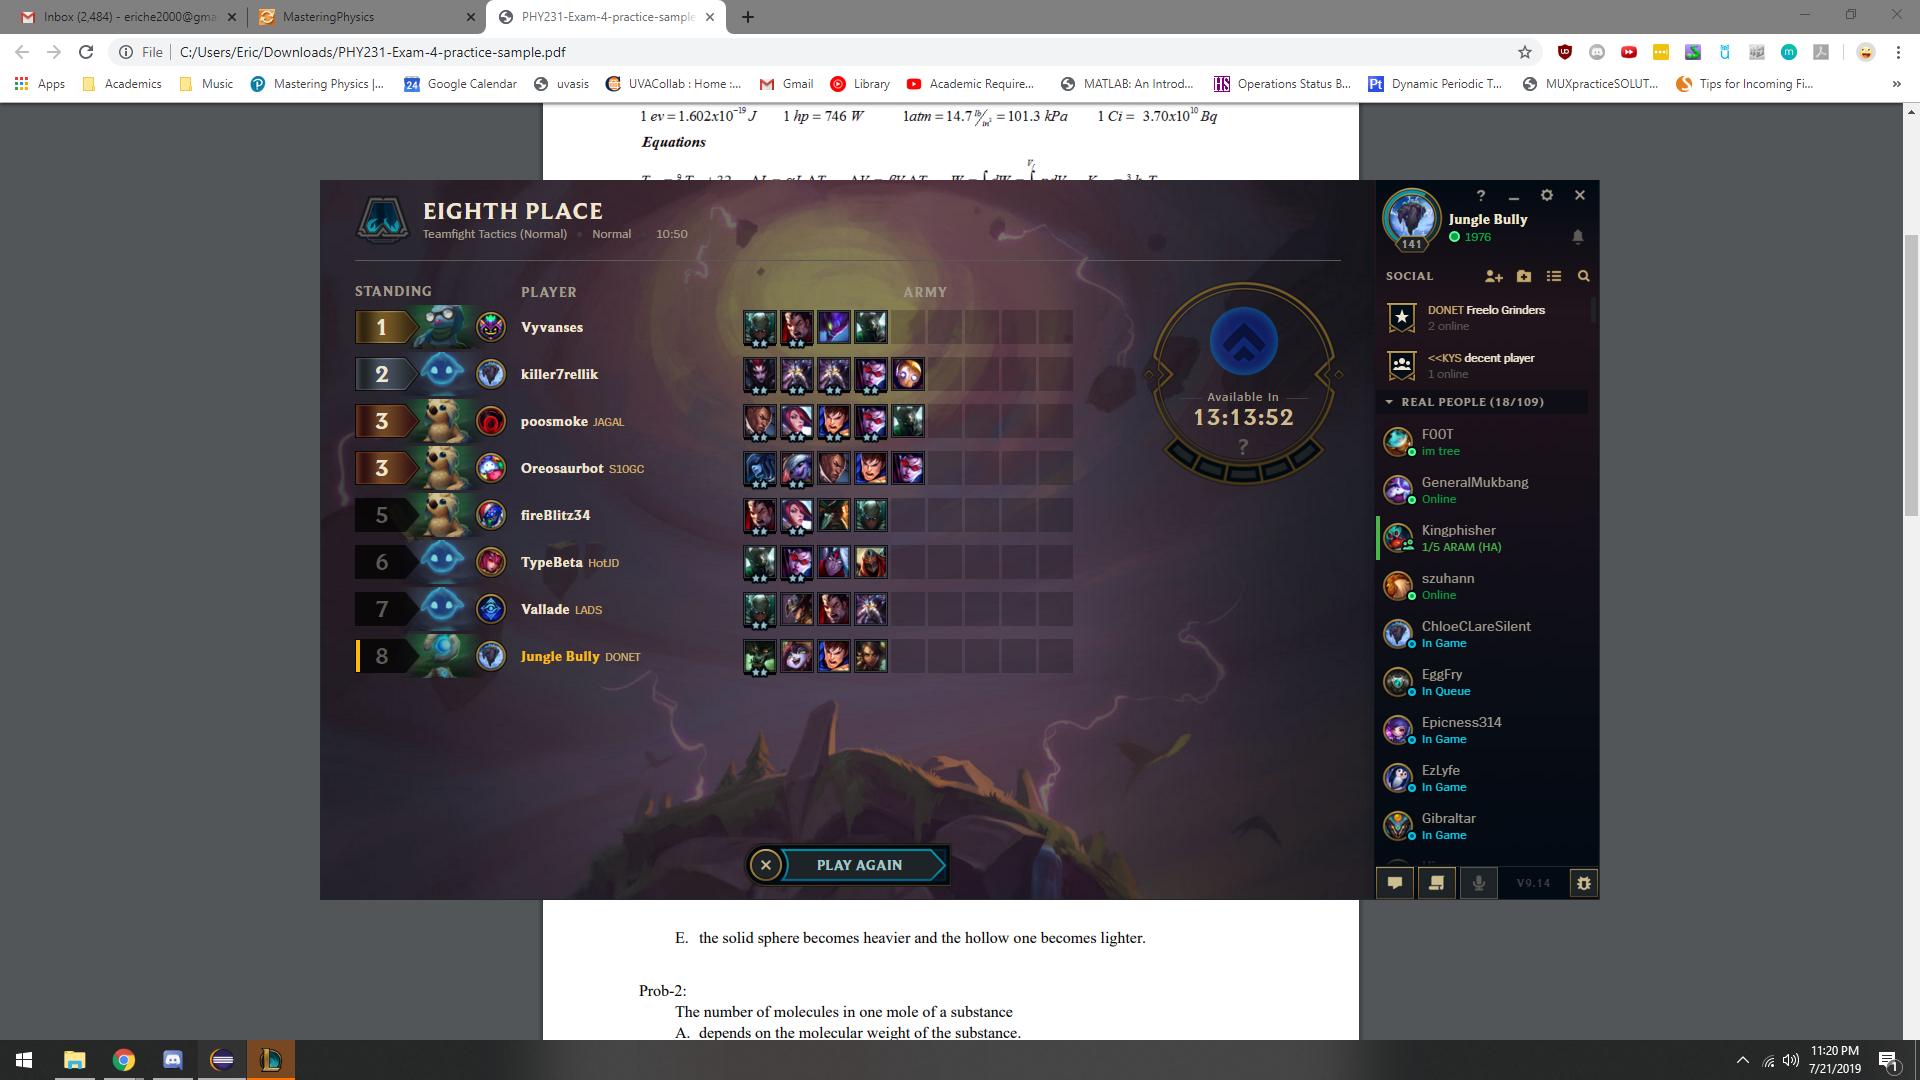 Inbox (2,484) - eriche2000@gma
MasteringPhysics
PHY231-Exam-4-practice-sample
File | C:/Users/Eric/Downloads/PHY231-Exam-4-practice-sample.pdf
Apps Academics Music Mastering Physics |... Google Calendar uvasis UVACollab : Home :... Gmail Library Academic Require... MATLAB: An Introd... Operations Status B... Dynamic Periodic T... MUXpracticeSOLUT... Tips for Incoming Fi... »
1 ev = 1.602x10⁻¹⁹ J 1 hp = 746 W 1atm = 14.7 lb/in² = 101.3 kPa 1 Ci = 3.70x10¹⁰ Bq
Equations
EIGHTH PLACE
Teamfight Tactics (Normal) • Normal 10:50
STANDING PLAYER ARMY
1 Vyvanses
2 killer7rellik
3 poosmoke JAGAL
3 Oreosaurbot S10GC
5 fireBlitz34
6 TypeBeta HotJD
7 Vallade LADS
8 Jungle Bully DONET
Available In
13:13:52
?
PLAY AGAIN
?
Jungle Bully
1976
141
SOCIAL
DONET Freelo Grinders
2 online
<<KYS decent player
1 online
REAL PEOPLE (18/109)
FOOT
im tree
GeneralMukbang
Online
Kingphisher
1/5 ARAM (HA)
szuhann
Online
ChloeCLareSilent
In Game
EggFry
In Queue
Epicness314
In Game
EzLyfe
In Game
Gibraltar
In Game
V9.14
E. the solid sphere becomes heavier and the hollow one becomes lighter.
Prob-2:
The number of molecules in one mole of a substance
A. depends on the molecular weight of the substance.
11:20 PM
7/21/2019
1